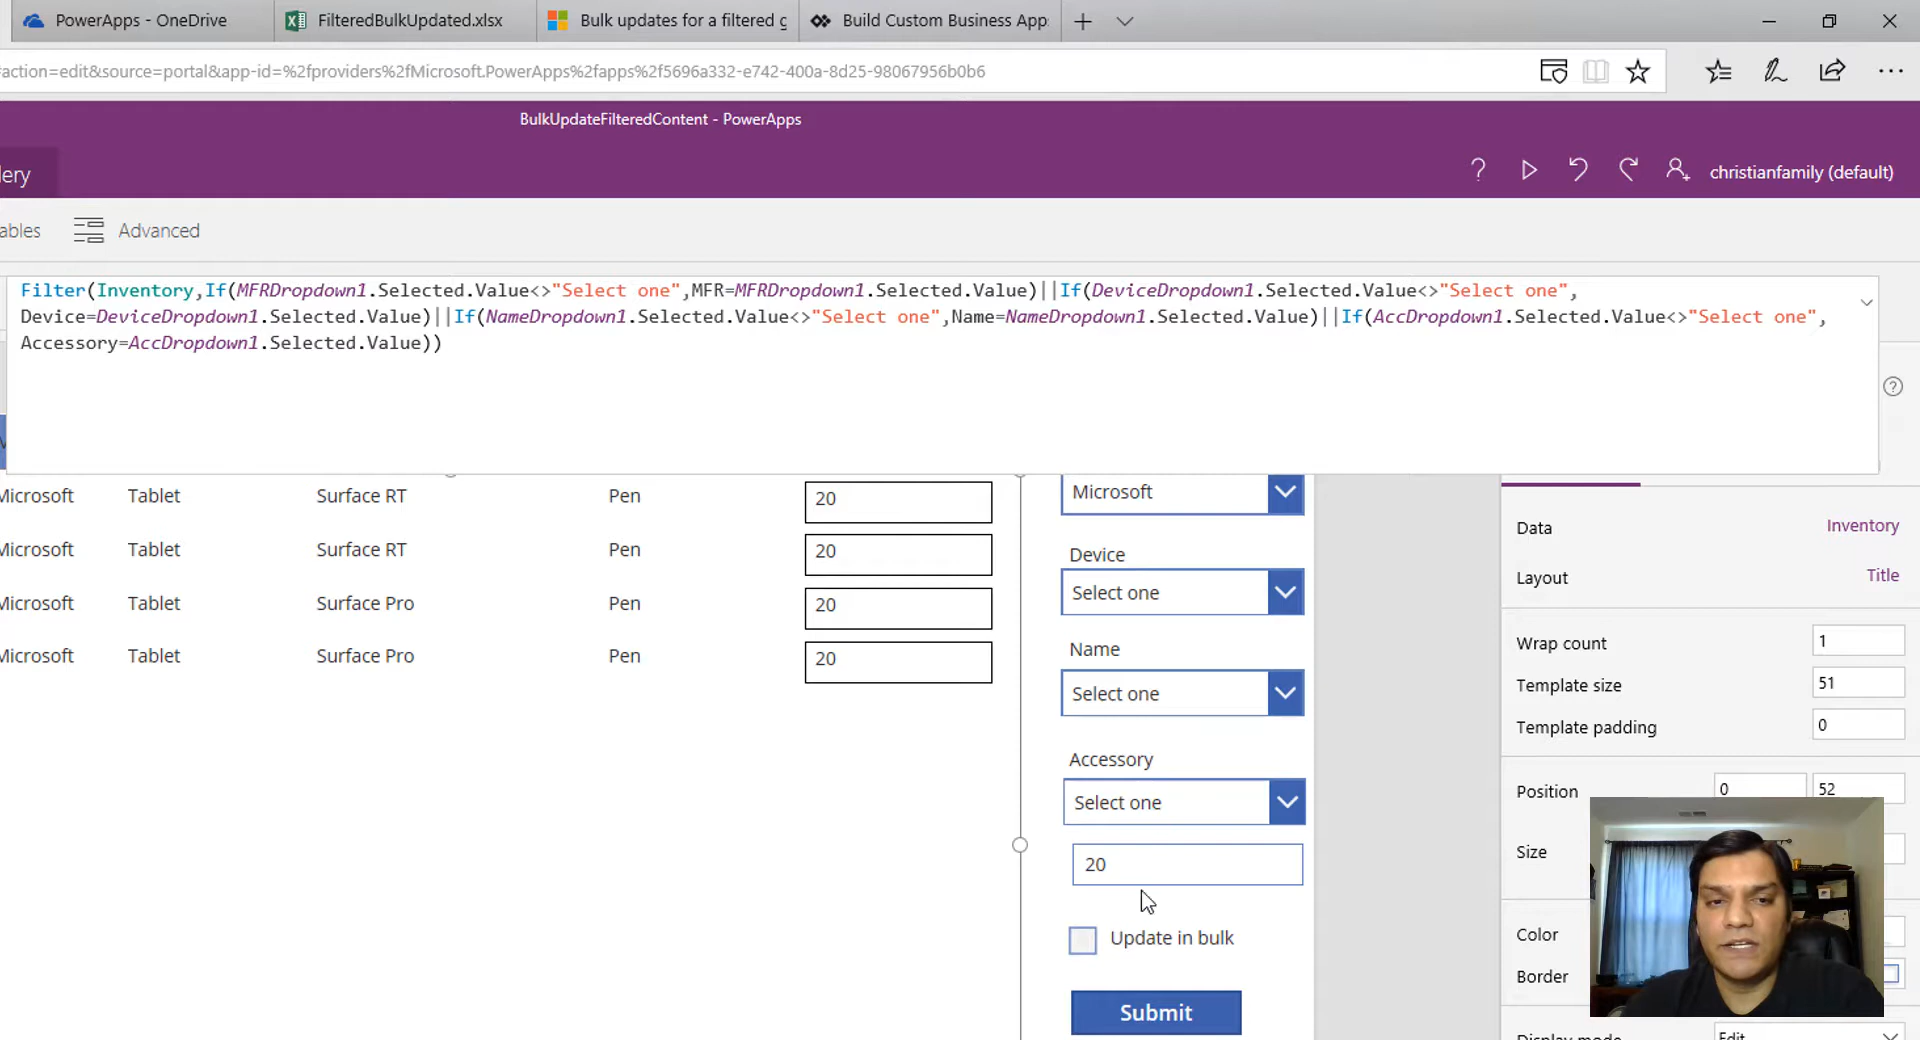 PowerApps - OneDrive
FilteredBulkUpdated.xlsx
Bulk updates for a filtered g
Build Custom Business App
action=edit&source=portal&app-id=%2fproviders%2fMicrosoft.PowerApps%2fapps%2f5696a332-e742-400a-8d25-98067956b0b6
BulkUpdateFilteredContent - PowerApps
lery
christianfamily (default)
ables
Advanced
Filter(Inventory,If(MFRDropdown1.Selected.Value<>"Select one",MFR=MFRDropdown1.Selected.Value)||If(DeviceDropdown1.Selected.Value<>"Select one",
Device=DeviceDropdown1.Selected.Value)||If(NameDropdown1.Selected.Value<>"Select one",Name=NameDropdown1.Selected.Value)||If(AccDropdown1.Selected.Value<>"Select one",
Accessory=AccDropdown1.Selected.Value))
Microsoft Tablet Surface RT Pen 20
Microsoft Tablet Surface RT Pen 20
Microsoft Tablet Surface Pro Pen 20
Microsoft Tablet Surface Pro Pen 20
Microsoft
Device
Select one
Name
Select one
Accessory
Select one
20
Update in bulk
Submit
Data Inventory
Layout Title
Wrap count 1
Template size 51
Template padding 0
Position 0 52
Size
Color
Border
Display mode Edit